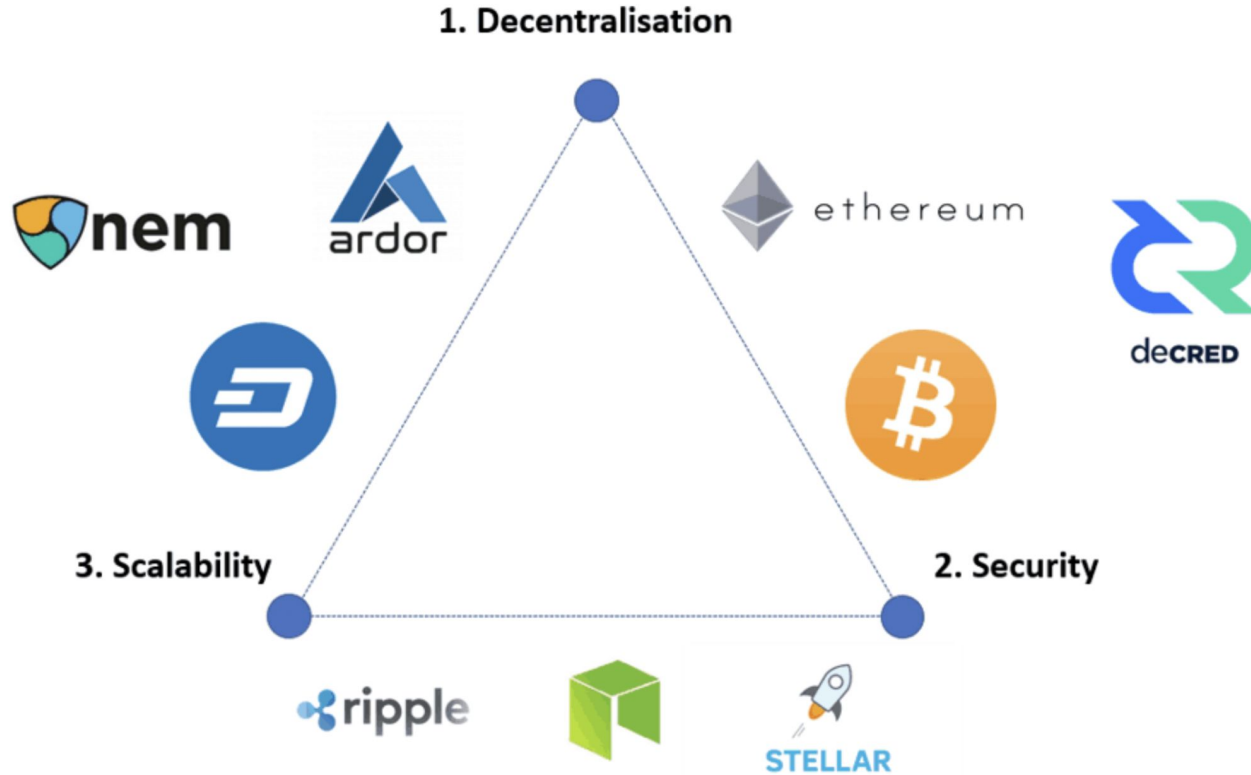 1. Decentralisation
nem
ardor
ethereum
deCRED
3. Scalability
2. Security
ripple
STELLAR